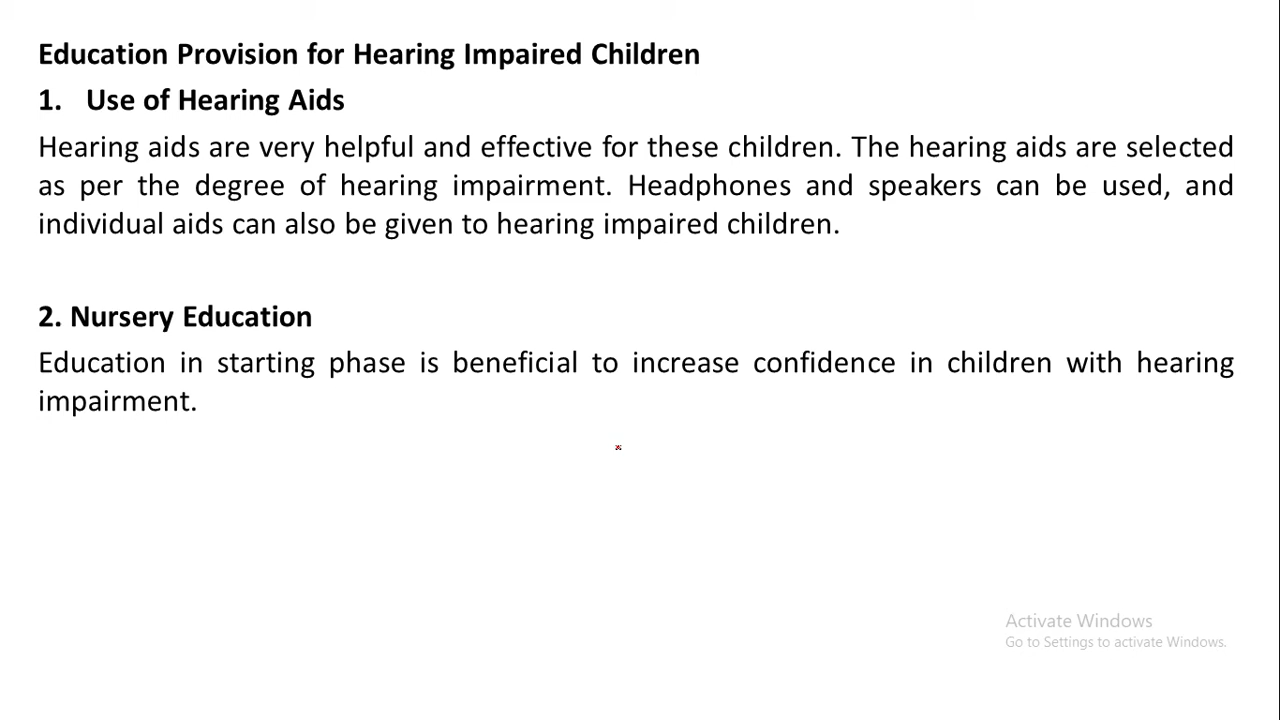 Education Provision for Hearing Impaired Children
1. Use of Hearing Aids
Hearing aids are very helpful and effective for these children. The hearing aids are selected
as per the degree of hearing impairment. Headphones and speakers can be used, and
individual aids can also be given to hearing impaired children.
2. Nursery Education
Education in starting phase is beneficial to increase confidence in children with hearing
impairment.
Activate Windows
Go to Settings to activate Windows.